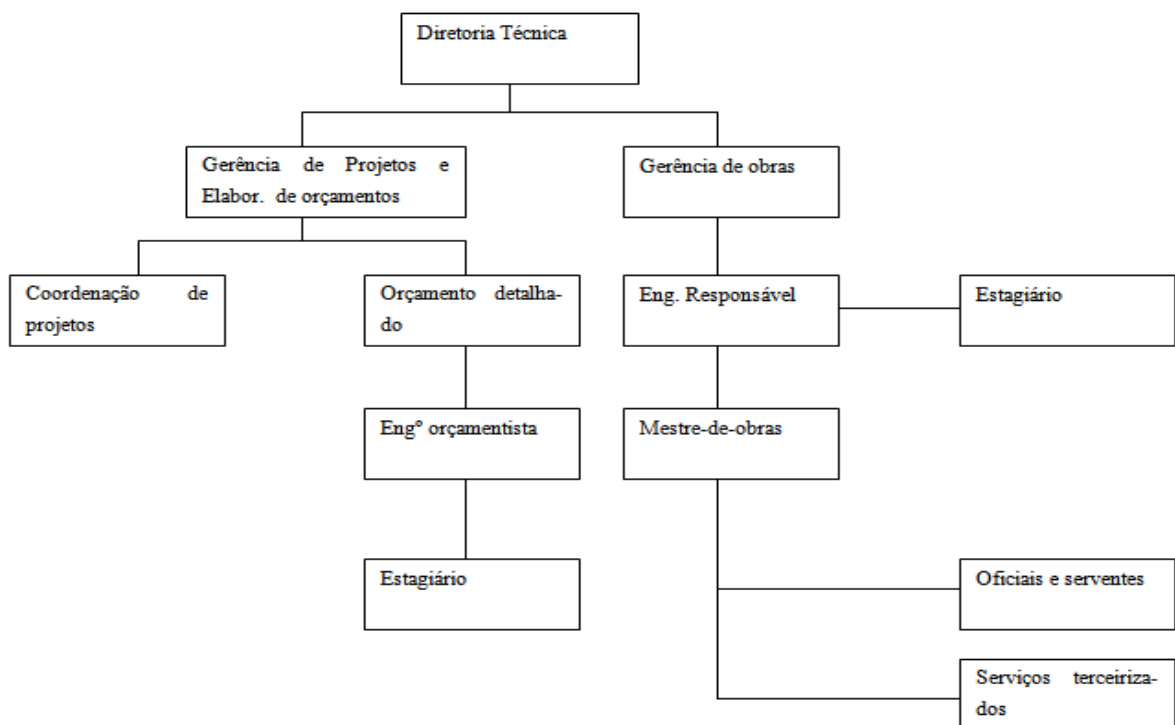 Diretoria Técnica
Gerência de Projetos e
Elabor. de orçamentos
Gerência de obras
Coordenação de
projetos
Orçamento detalha-
do
Eng. Responsável
Estagiário
Engº orçamentista
Mestre-de-obras
Estagiário
Oficiais e serventes
Serviços terceiriza-
dos